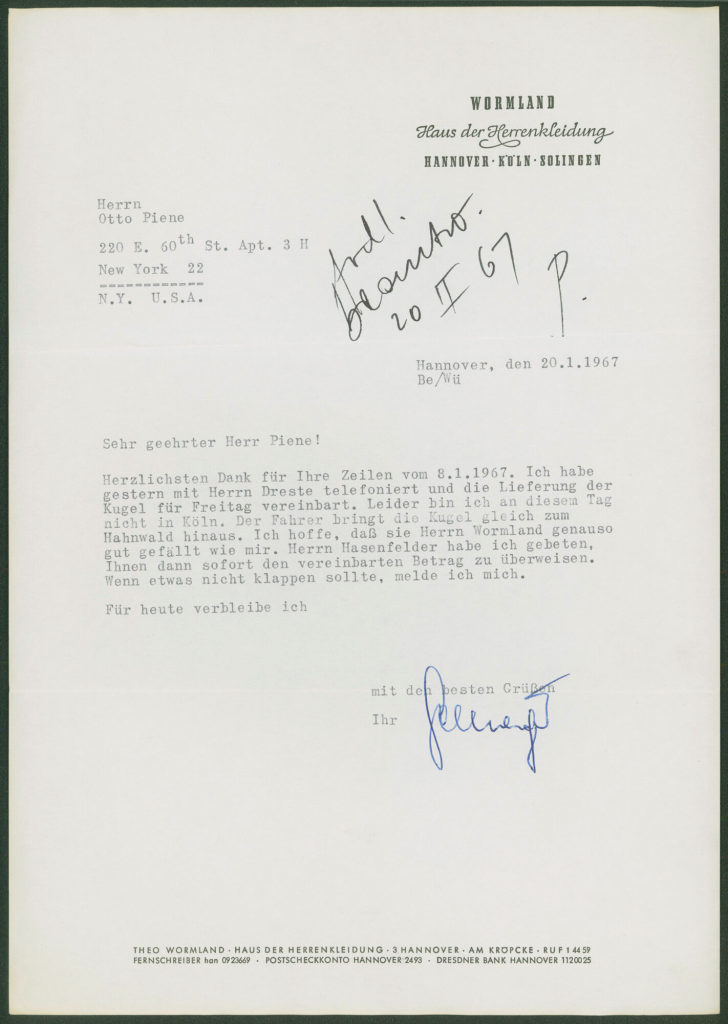 WORMLAND
Haus der Herrenkleidung
HANNOVER · KÖLN · SOLINGEN
Herrn
Otto Piene
220 E. 60th St. Apt. 3 H
New York 22
N.Y. U.S.A.
20 II 67
P.
Hannover, den 20.1.1967
Be/Wü
Sehr geehrter Herr Piene!
Herzlichsten Dank für Ihre Zeilen vom 8.1.1967. Ich habe
gestern mit Herrn Dreste telefoniert und die Lieferung der
Kugel für Freitag vereinbart. Leider bin ich an diesem Tag
nicht in Köln. Der Fahrer bringt die Kugel gleich zum
Hahnwald hinaus. Ich hoffe, daß sie Herrn Wormland genauso
gut gefällt wie mir. Herrn Hasenfelder habe ich gebeten,
Ihnen dann sofort den vereinbarten Betrag zu überweisen.
Wenn etwas nicht klappen sollte, melde ich mich.
Für heute verbleibe ich
mit den besten Grüßen
Ihr
THEO WORMLAND · HAUS DER HERRENKLEIDUNG · 3 HANNOVER · AM KRÖPCKE · RUF 1 44 59
FERNSCHREIBER han 0923669 · POSTSCHECKKONTO HANNOVER 2493 · DRESDNER BANK HANNOVER 1120025